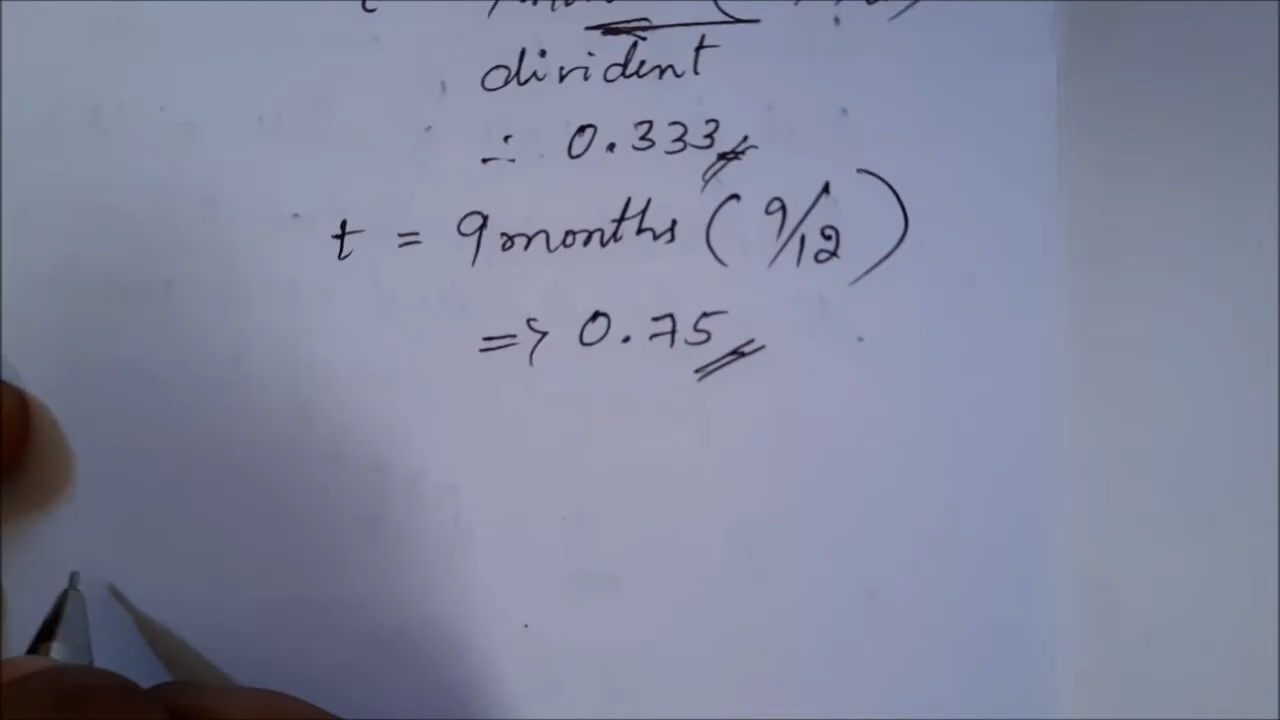 divident
∴ 0.333
t = 9 months (9/12)
=> 0.75